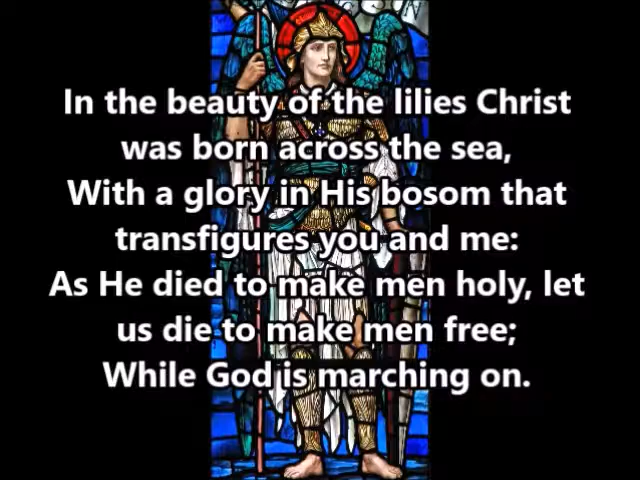 In the beauty of the lilies Christ
was born across the sea,
With a glory in His bosom that
transfigures you and me:
As He died to make men holy, let
us die to make men free;
While God is marching on.